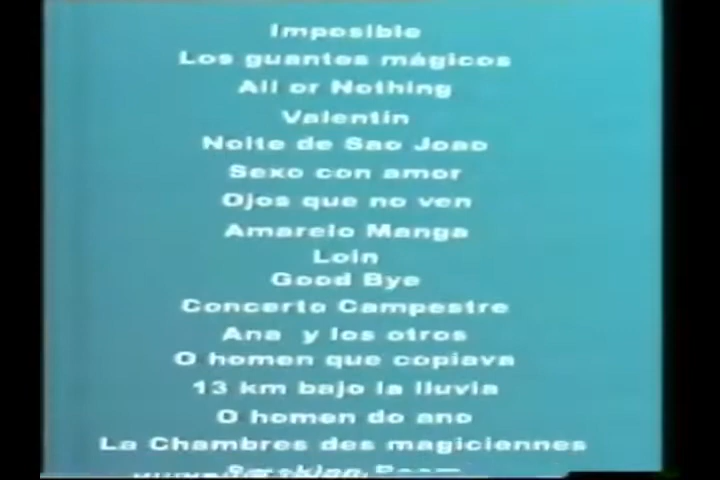 Imposible
Los guantes mágicos
All or Nothing
Valentin
Noite de Sao Joao
Sexo con amor
Ojos que no ven
Amarelo Manga
Loin
Good Bye
Concerto Campestre
Ana y los otros
O homen que copiava
13 km bajo la lluvia
O homen do ano
La Chambres des magiciennes